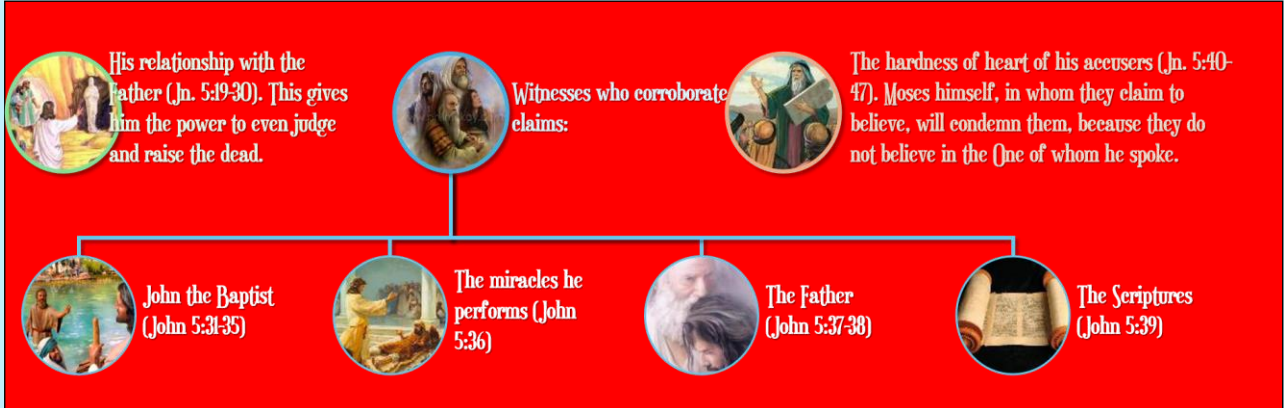 His relationship with the
Father (Jn. 5:19-30). This gives
him the power to even judge
and raise the dead.
Witnesses who corroborate
claims:
The hardness of heart of his accusers (Jn. 5:40-
47). Moses himself, in whom they claim to
believe, will condemn them, because they do
not believe in the One of whom he spoke.
John the Baptist
(John 5:31-35)
The miracles he
performs (John
5:36)
The Father
(John 5:37-38)
The Scriptures
(John 5:39)